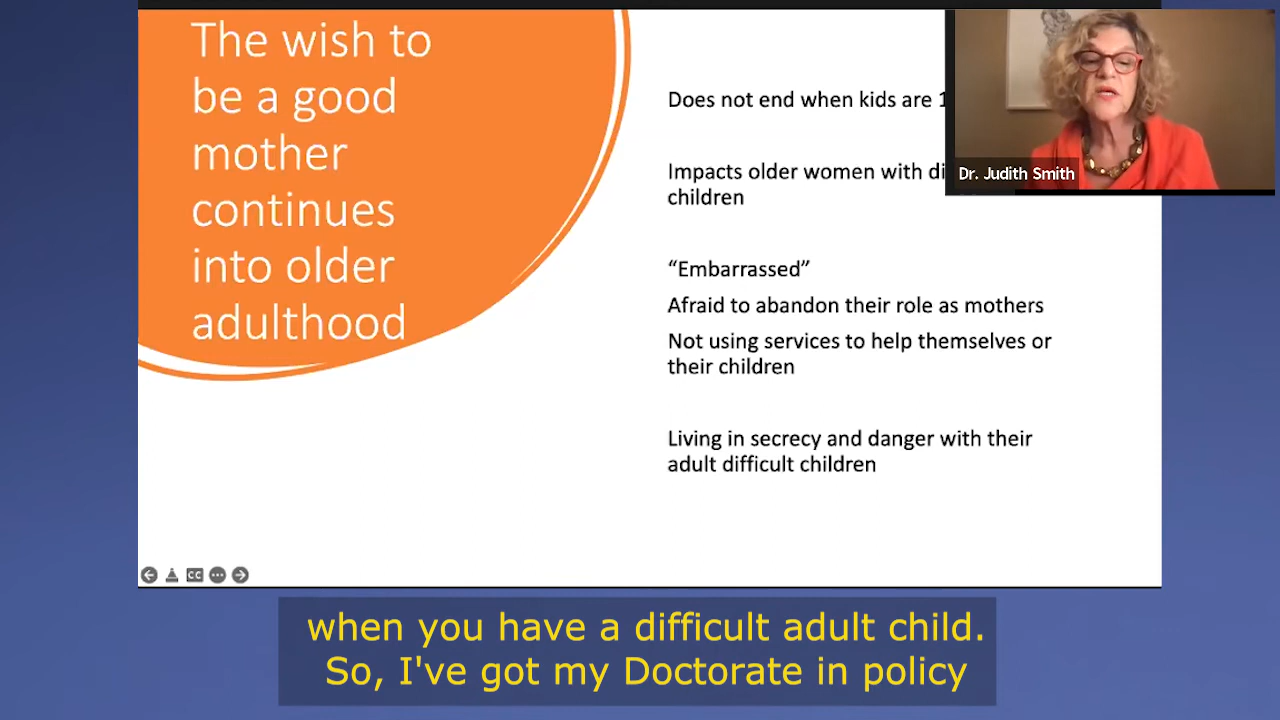 The wish to
be a good
mother
continues
into older
adulthood
Does not end when kids are
Impacts older women with
children
“Embarrassed”
Afraid to abandon their role as mothers
Not using services to help themselves or
their children
Living in secrecy and danger with their
adult difficult children
Dr. Judith Smith
CC
when you have a difficult adult child.
So, I've got my Doctorate in policy